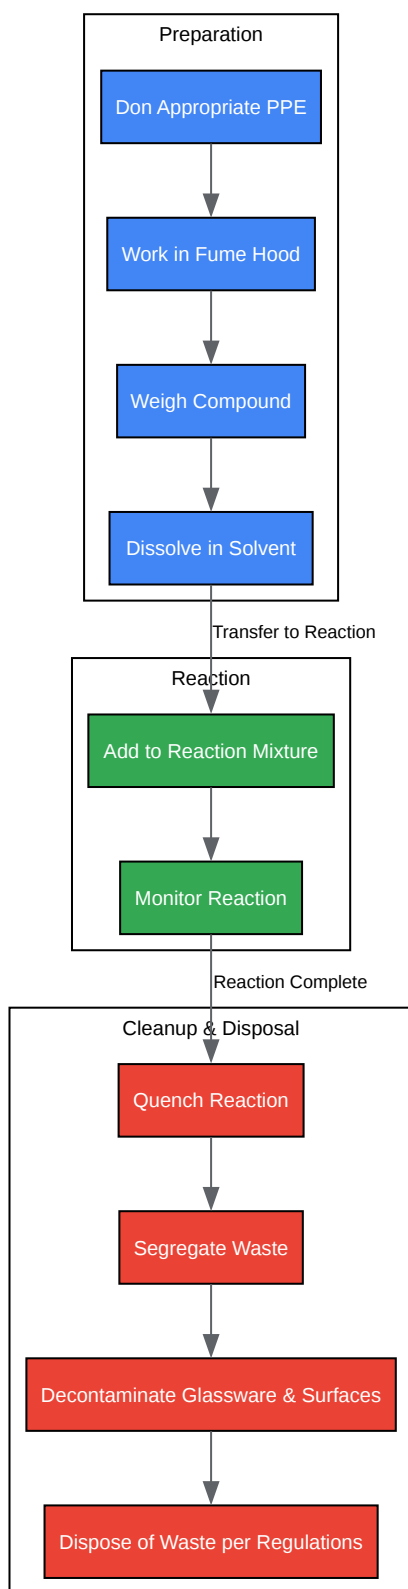 Preparation
Don Appropriate PPE
Work in Fume Hood
Weigh Compound
Dissolve in Solvent
Transfer to Reaction
Reaction
Add to Reaction Mixture
Monitor Reaction
Reaction Complete
Cleanup & Disposal
Quench Reaction
Segregate Waste
Decontaminate Glassware & Surfaces
Dispose of Waste per Regulations